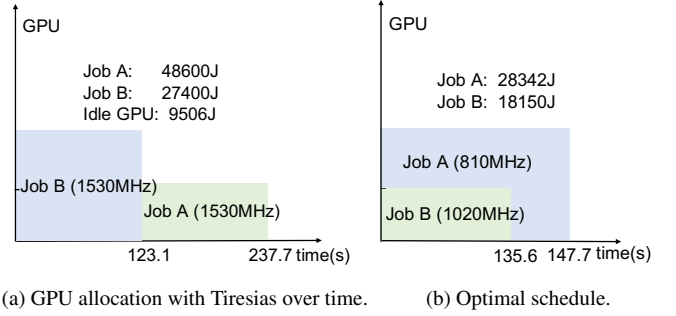 GPU
Job A: 48600J
Job B: 27400J
Idle GPU: 9506J
Job B (1530MHz)
Job A (1530MHz)
123.1 237.7 time(s)
(a) GPU allocation with Tiresias over time.
GPU
Job A: 28342J
Job B: 18150J
Job A (810MHz)
Job B (1020MHz)
135.6 147.7 time(s)
(b) Optimal schedule.